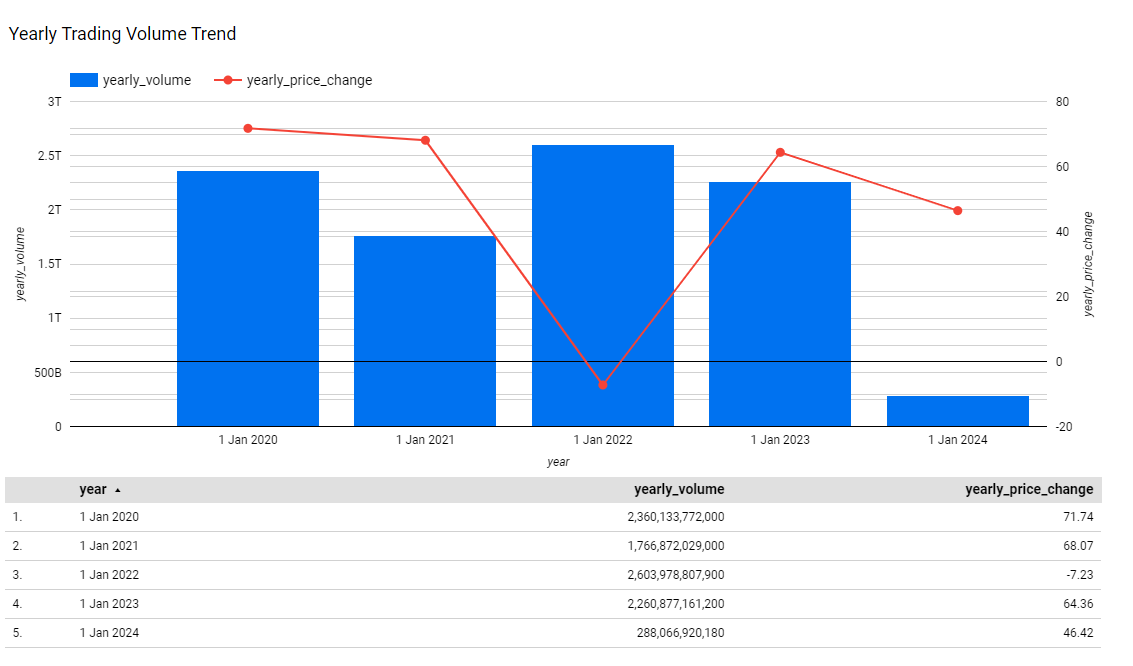 Yearly Trading Volume Trend
yearly_volume yearly_price_change
3T 80
2.5T 60
2T 40
1.5T 20
1T 0
500B -20
0
yearly_volume
yearly_price_change
1 Jan 2020 1 Jan 2021 1 Jan 2022 1 Jan 2023 1 Jan 2024
year
year yearly_volume yearly_price_change
1. 1 Jan 2020 2,360,133,772,000 71.74
2. 1 Jan 2021 1,766,872,029,000 68.07
3. 1 Jan 2022 2,603,978,807,900 -7.23
4. 1 Jan 2023 2,260,877,161,200 64.36
5. 1 Jan 2024 288,066,920,180 46.42